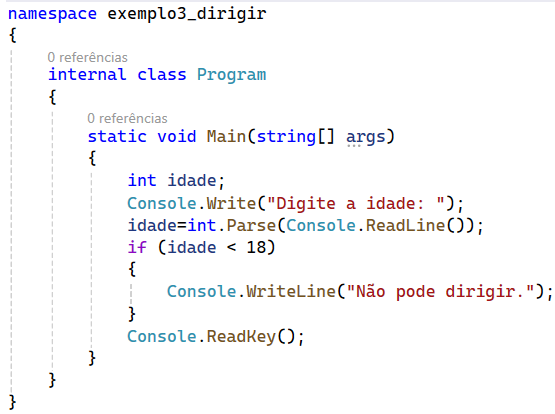 namespace exemplo3_dirigir
{
0 referências
internal class Program
{
0 referências
static void Main(string[] args)
{
int idade;
Console.Write("Digite a idade: ");
idade=int.Parse(Console.ReadLine());
if (idade < 18)
{
Console.WriteLine("Não pode dirigir.");
}
Console.ReadKey();
}
}
}